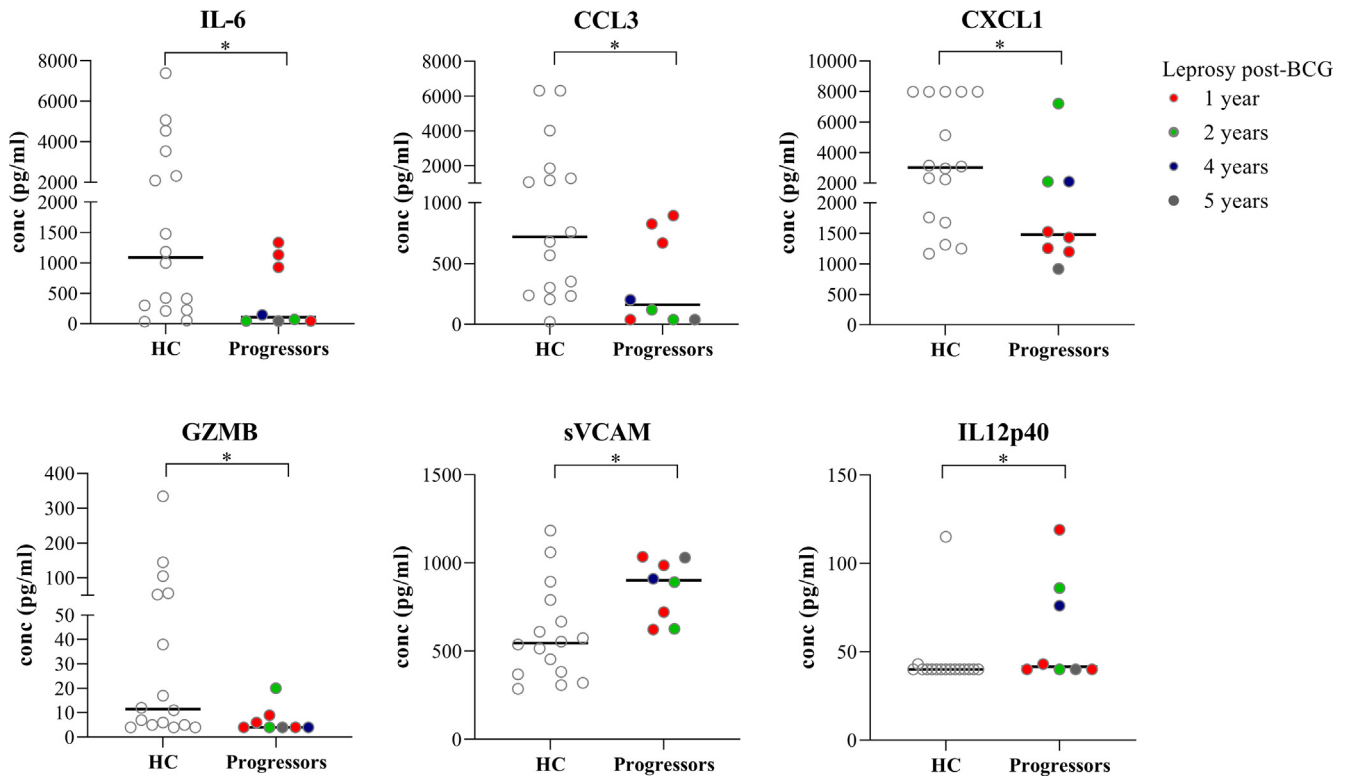 IL-6
*
8000
6000
4000
2000
2000
1500
1000
500
0
conc (pg/ml)
HC
Progressors
CCL3
*
8000
6000
4000
2000
1000
500
0
conc (pg/ml)
HC
Progressors
CXCL1
*
10000
8000
6000
4000
2000
2000
1500
1000
500
0
conc (pg/ml)
HC
Progressors
Leprosy post-BCG
1 year
2 years
4 years
5 years
GZMB
*
400
300
200
100
50
40
30
20
10
0
conc (pg/ml)
HC
Progressors
sVCAM
*
1500
1000
500
0
conc (pg/ml)
HC
Progressors
IL12p40
*
150
100
50
0
conc (pg/ml)
HC
Progressors